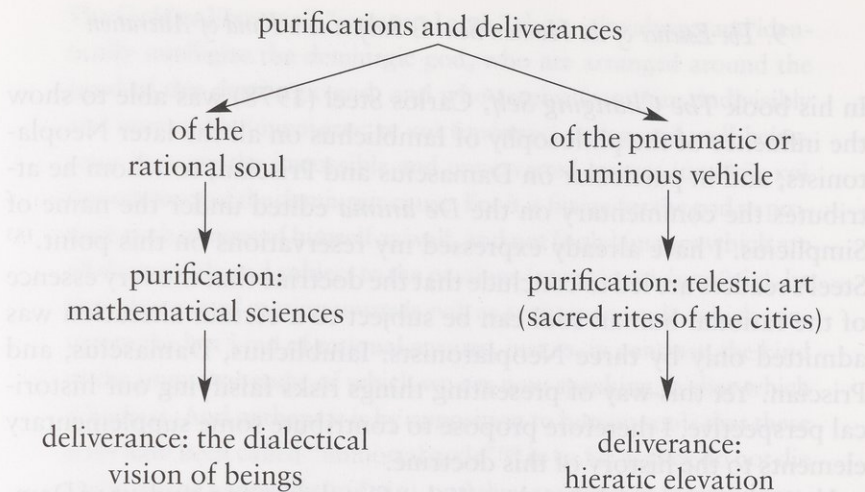 purifications and deliverances
of the
rational soul
of the pneumatic or
luminous vehicle
purification:
mathematical sciences
purification: telestic art
(sacred rites of the cities)
deliverance: the dialectical
vision of beings
deliverance:
hieratic elevation